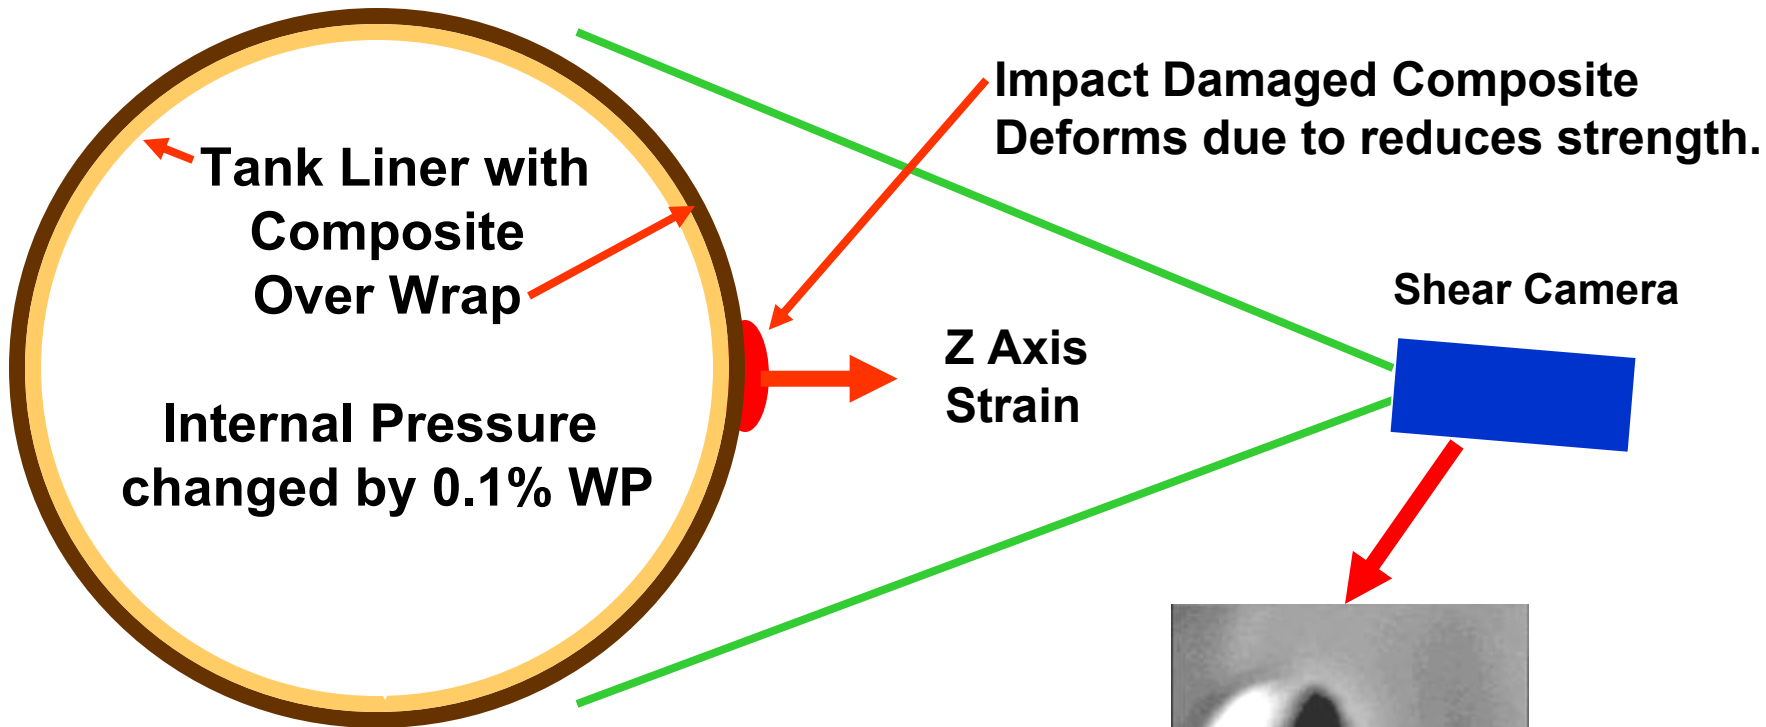 Impact Damaged Composite
Deforms due to reduces strength.
Tank Liner with
Composite
Over Wrap
Shear Camera
Z Axis
Strain
Internal Pressure
changed by 0.1% WP